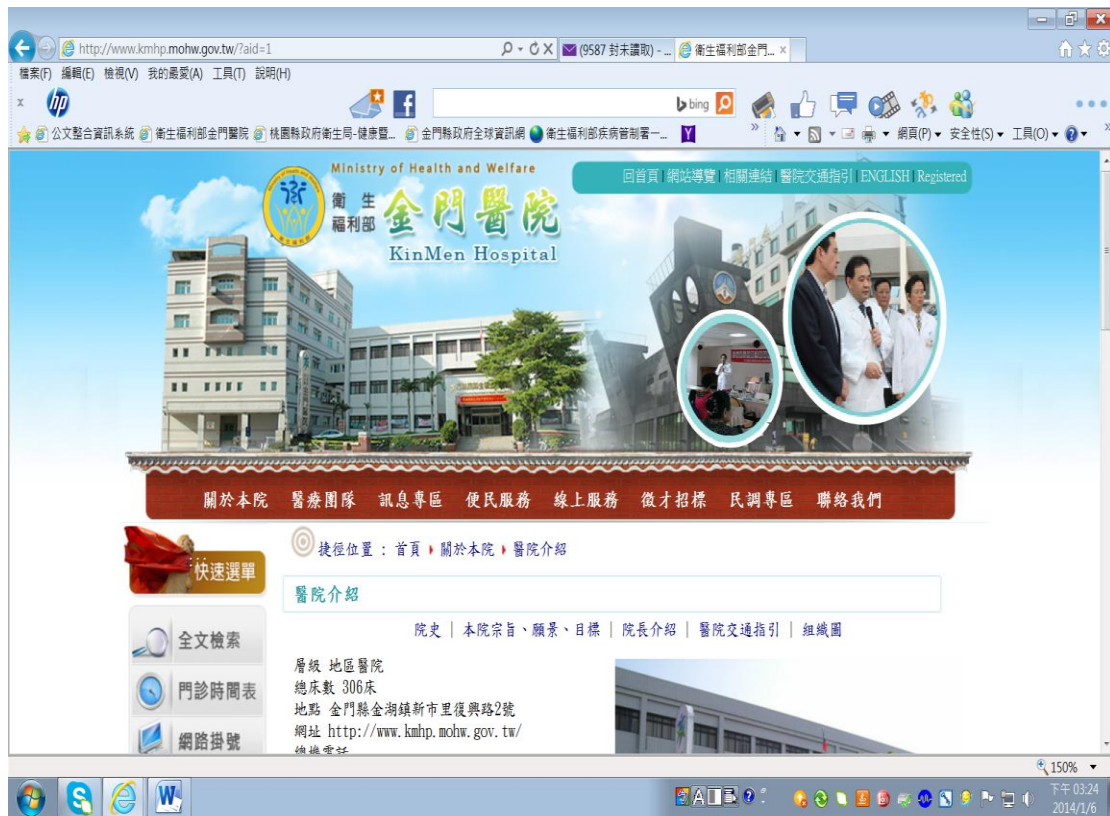 http://www.kmhp.mohw.gov.tw/?aid=1
(9587 封未讀取) - ...
衛生福利部金門...
檔案(F) 編輯(E) 檢視(V) 我的最愛(A) 工具(T) 說明(H)
hp
bing
公文整合資訊系統 衛生福利部金門醫院 桃園縣政府衛生局-健康暨... 金門縣政府全球資訊網 衛生福利部疾病管制署一...
網頁(P) 安全性(S) 工具(O)
Ministry of Health and Welfare
回首頁 | 網站導覽 | 相關連結 | 醫院交通指引 | ENGLISH | Registered
衛生福利部 金門醫院
KinMen Hospital
關於本院 醫療團隊 訊息專區 便民服務 線上服務 徵才招標 民調專區 聯絡我們
快速選單
捷徑位置 : 首頁 關於本院 醫院介紹
醫院介紹
院史 | 本院宗旨、願景、目標 | 院長介紹 | 醫院交通指引 | 組織圖
全文檢索
門診時間表
網路掛號
層級 地區醫院
總床數 306床
地點 金門縣金湖鎮新市里復興路2號
網址 http://www.kmhp.mohw.gov.tw/
總機電話
150%
下午 03:24
2014/1/6